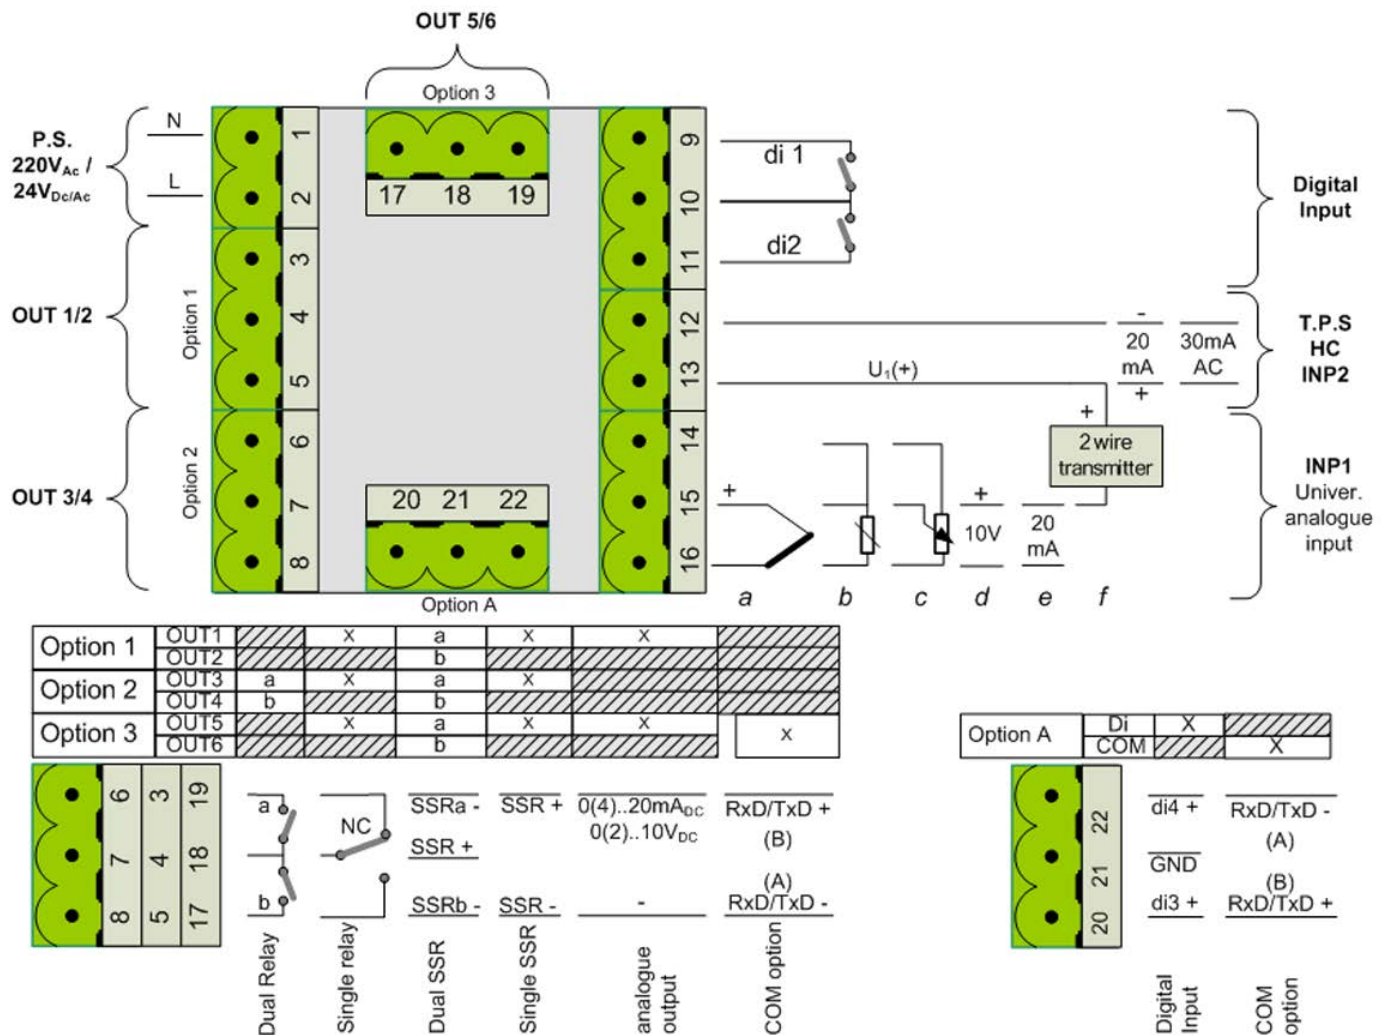 OUT 5/6
Option 3
P.S.
220VAc /
24VDc/Ac
N
L
OUT 1/2
Option 1
OUT 3/4
Option 2
1
2
3
4
5
6
7
8
17 18 19
20 21 22
Option A
9
10
11
12
13
14
15
16
di 1
di2
Digital
Input
U1(+)
-
20
mA
+
30mA
AC
T.P.S
HC
INP2
+
2 wire
transmitter
+
+
10V
20
mA
INP1
Univer.
analogue
input
a b c d e f
Option 1 OUT1 x a x x
OUT2 b
Option 2 OUT3 a x a x
OUT4 b b
Option 3 OUT5 x a x x
OUT6 b x
6 3 19
7 4 18
8 5 17
a
b
Dual Relay
NC
Single relay
SSRa -
SSR +
SSRb -
Dual SSR
SSR +
SSR -
Single SSR
0(4)..20mADC
0(2)..10VDC
-
analogue
output
RxD/TxD +
(B)
(A)
RxD/TxD -
COM option
Option A Di X
COM X
22
21
20
di4 +
GND
di3 +
Digital
Input
RxD/TxD -
(A)
(B)
RxD/TxD +
COM
option